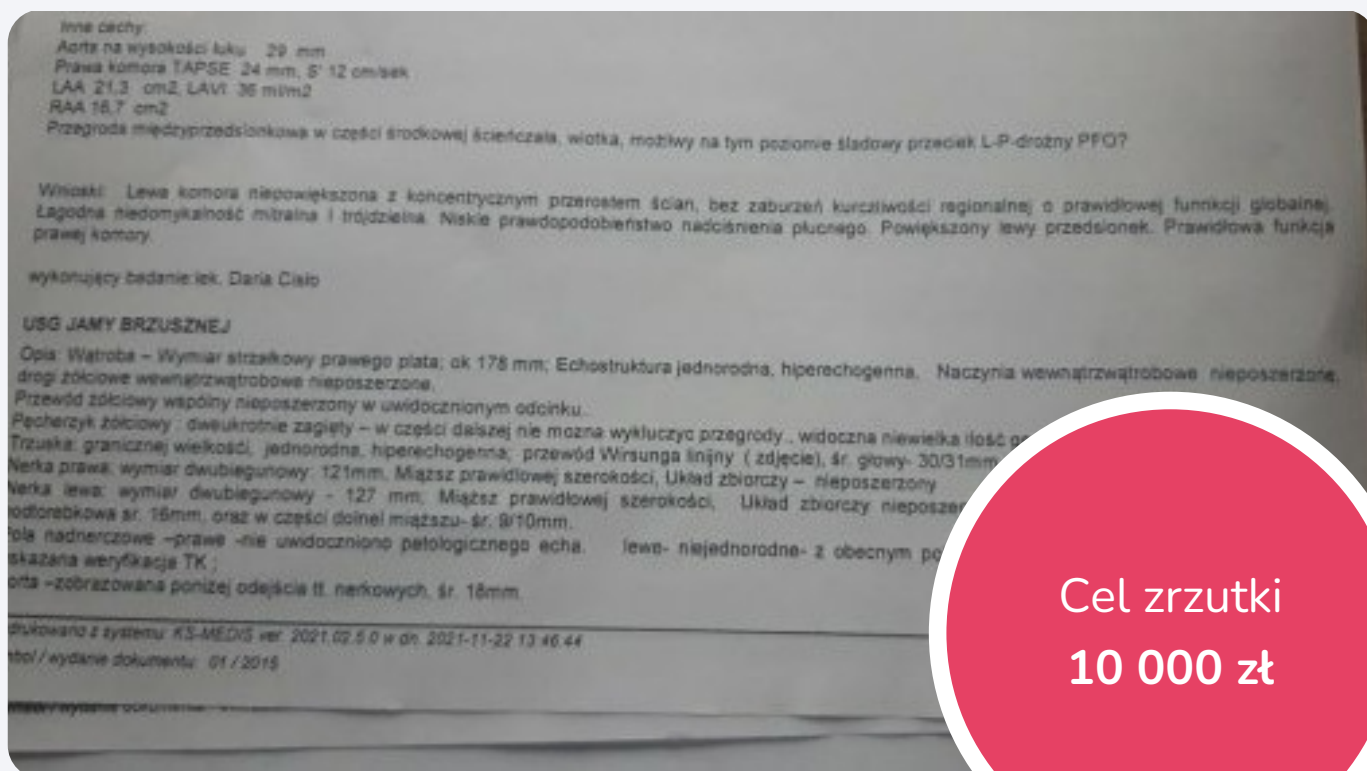 Inne cechy:
Aorta na wysokości łuku 29 mm
Prawa komora TAPSE 24 mm, S' 12 cm/sek
LAA 21,3 cm2, LAVI 36 ml/m2
RAA 16,7 cm2
Przegroda międzyprzedsionkowa w części środkowej ścieńczała, wiotka, możliwy na tym poziomie śladowy przeciek L-P-drożny PFO?
Wnioski: Lewa komora niepowiększona z koncentrycznym przerostem ścian, bez zaburzeń kurczliwości regionalnej o prawidłowej funnkcji globalnej.
Łagodna niedomykalność mitralna i trójdzielna. Niskie prawdopodobieństwo nadciśnienia płucnego. Powiększony lewy przedsionek. Prawidłowa funkcja
prawej komory.
wykonujący badanie:lek. Daria Cisło
USG JAMY BRZUSZNEJ
Opis: Wątroba – Wymiar strzałkowy prawego płata; ok 178 mm; Echostruktura jednorodna, hiperechogenna, Naczynia wewnątrzwątrobowe nieposzerzone,
drogi żółciowe wewnątrzwątrobowe nieposzerzone.
Przewód żółciowy wspólny nieposzerzony w uwidocznionym odcinku.
Pęcherzyk żółciowy : dwukrotnie zagięty – w części dalszej nie mozna wykluczyc przegrody , widoczna niewielka ilość
Trzuska: granicznej wielkości, jednorodna, hiperechogenna; przewód Wirsunga linijny ( zdjęcie), śr. głowy- 30/31mm
Nerka prawa: wymiar dwubiegunowy: 121mm, Miąższ prawidłowej szerokości, Układ zbiorczy – nieposzerzony
Nerka lewa: wymiar dwubiegunowy - 127 mm; Miąższ prawidłowej szerokości, Układ zbiorczy nieposzer
śr. 16mm, oraz w części dolnej miąższu- śr. 9/10mm.
Pola nadnerczowe –prawe -nie uwidoczniono patologicznego echa. lewe- niejednorodne- z obecnym
wskazana weryfikacja TK ;
orta –zobrazowana poniżej odejścia tt. nerkowych, śr. 18mm.
drukowano z systemu: KS-MEDIS wer. 2021.02.5.0 w dn. 2021-11-22 13:46:44
/ wydanie dokumentu: 01 / 2015
Cel zrzutki
10 000 zł